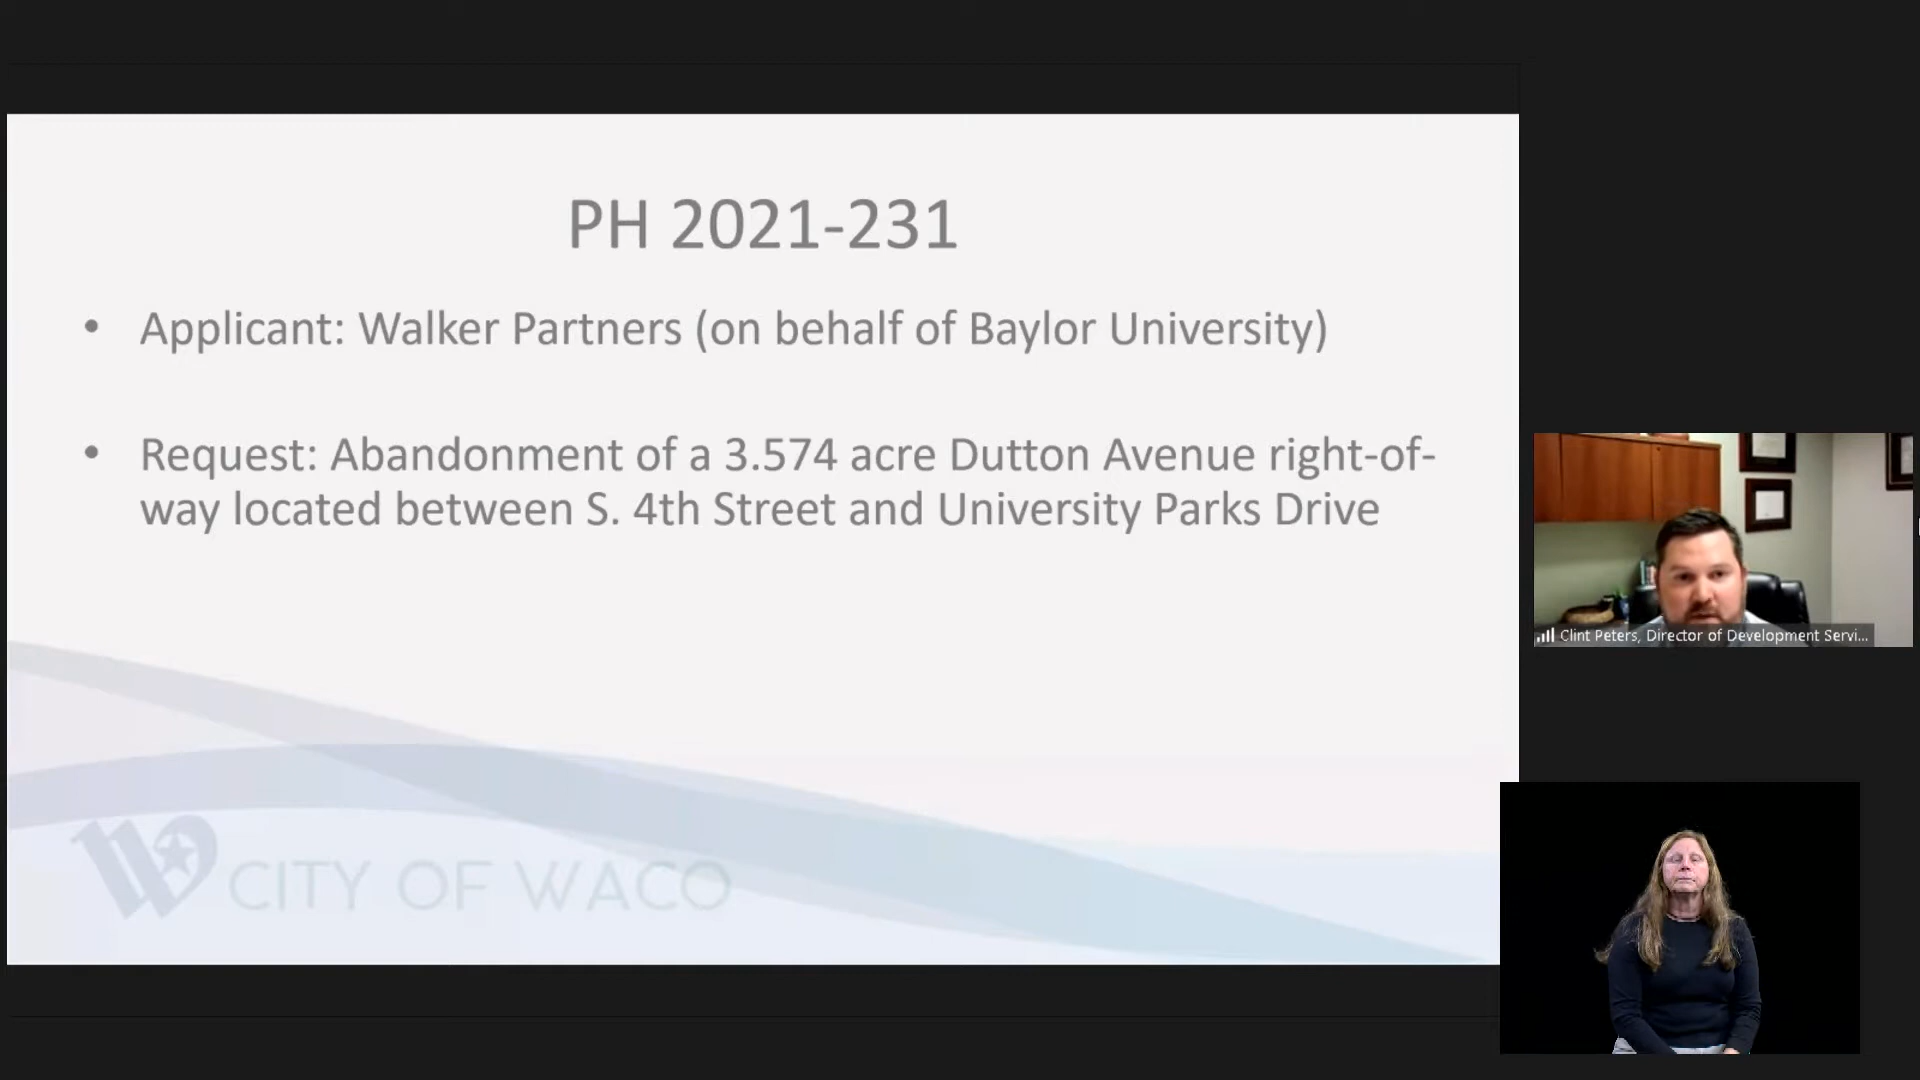 PH 2021-231
• Applicant: Walker Partners (on behalf of Baylor University)
• Request: Abandonment of a 3.574 acre Dutton Avenue right-of-
way located between S. 4th Street and University Parks Drive
CITY OF WACO
Clint Peters, Director of Development Servi...